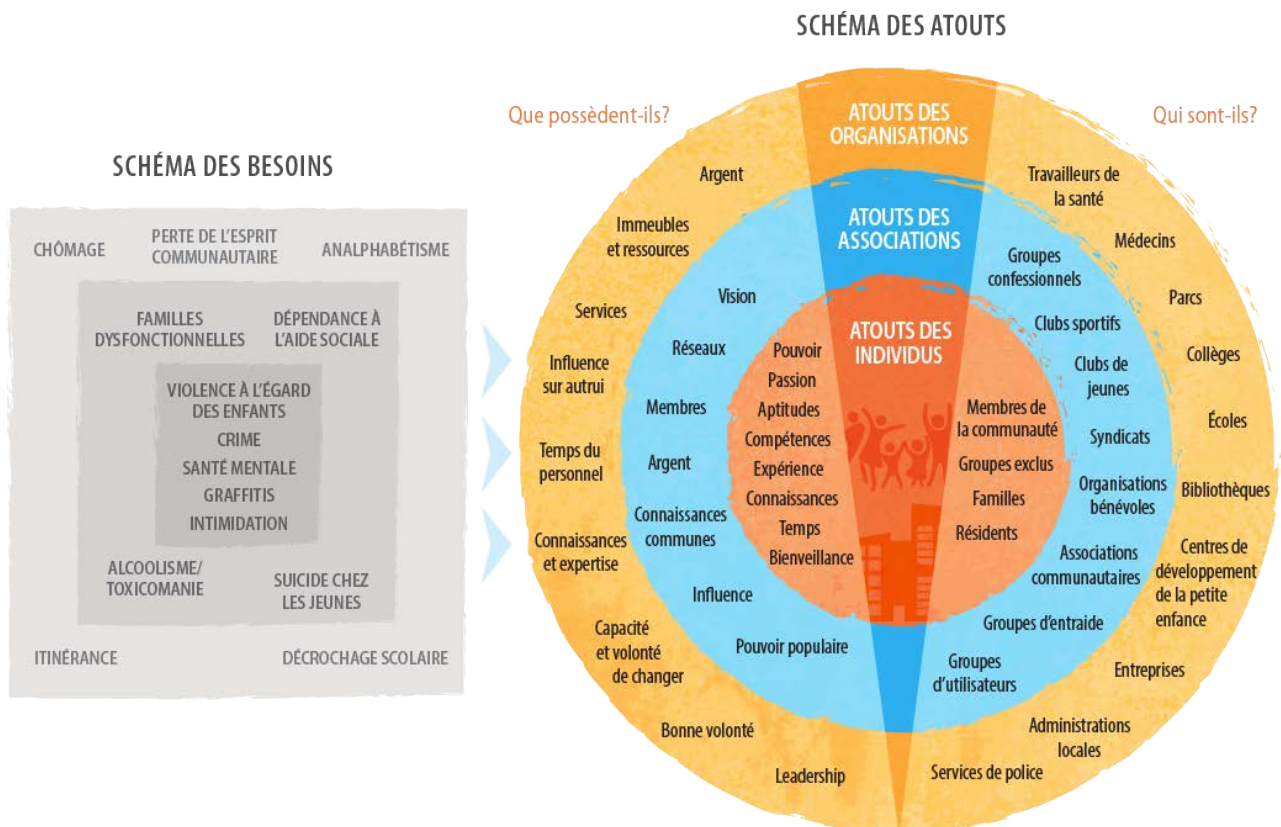 SCHÉMA DES BESOINS
CHÔMAGE
PERTE DE L'ESPRIT
COMMUNAUTAIRE
ANALPHABÉTISME
FAMILLES
DYSFONCTIONNELLES
DÉPENDANCE À
L'AIDE SOCIALE
VIOLENCE À L'ÉGARD
DES ENFANTS
CRIME
SANTÉ MENTALE
GRAFFITIS
INTIMIDATION
ALCOOLISME/
TOXICOMANIE
SUICIDE CHEZ
LES JEUNES
ITINÉRANCE
DÉCROCHAGE SCOLAIRE
SCHÉMA DES ATOUTS
Que possèdent-ils?
Qui sont-ils?
ATOUTS DES
ORGANISATIONS
Argent
Immeubles
et ressources
Services
Influence
sur autrui
Temps du
personnel
Connaissances
et expertise
Capacité
et volonté
de changer
Bonne volonté
Leadership
Travailleurs de
la santé
Médecins
Parcs
Collèges
Écoles
Bibliothèques
Centres de
développement
de la petite
enfance
Entreprises
Administrations
locales
Services de police
ATOUTS DES
ASSOCIATIONS
Vision
Réseaux
Membres
Argent
Connaissances
communes
Influence
Pouvoir populaire
Groupes
confessionnels
Clubs sportifs
Clubs de
jeunes
Syndicats
Organisations
bénévoles
Associations
communautaires
Groupes d'entraide
Groupes
d'utilisateurs
ATOUTS DES
INDIVIDUS
Pouvoir
Passion
Aptitudes
Compétences
Expérience
Connaissances
Temps
Bienveillance
Membres de
la communauté
Groupes exclus
Familles
Résidents